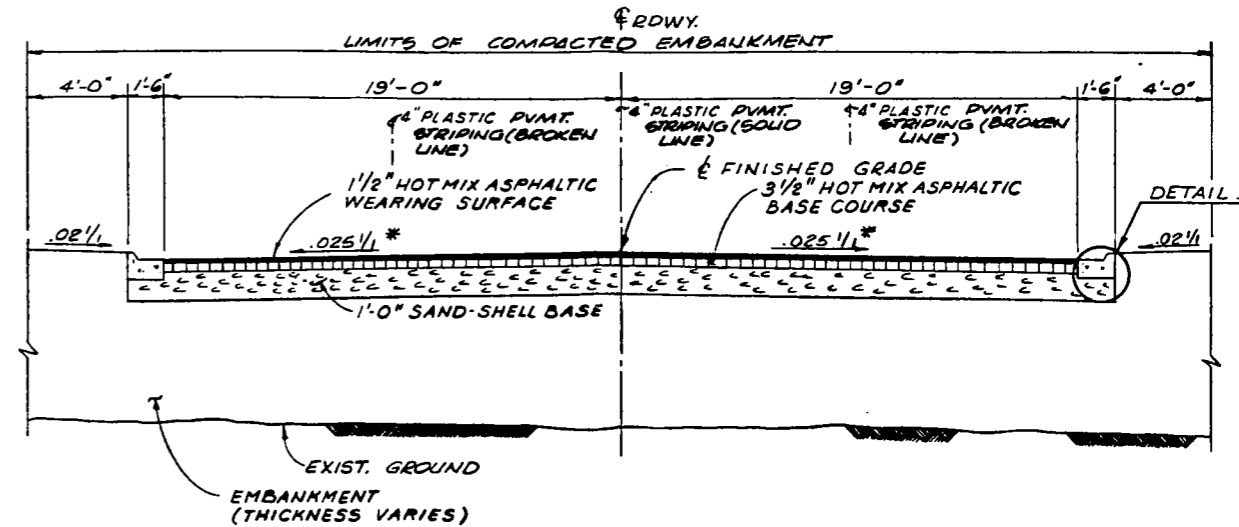 ℄ RDWY.
LIMITS OF COMPACTED EMBANKMENT
4'-0" 1'-6" 19'-0" 19'-0" 1'-6" 4'-0"
4" PLASTIC PVMT.
STRIPING (BROKEN
LINE)
4" PLASTIC PVMT.
STRIPING (SOLID
LINE)
4" PLASTIC PVMT.
STRIPING (BROKEN
LINE)
1 1/2" HOT MIX ASPHALTIC
WEARING SURFACE
℄ FINISHED GRADE
3 1/2" HOT MIX ASPHALTIC
BASE COURSE
DETAIL
.02'/1 .025'/1 * .025'/1 * .02'/1
1'-0" SAND-SHELL BASE
EXIST. GROUND
EMBANKMENT
(THICKNESS VARIES)